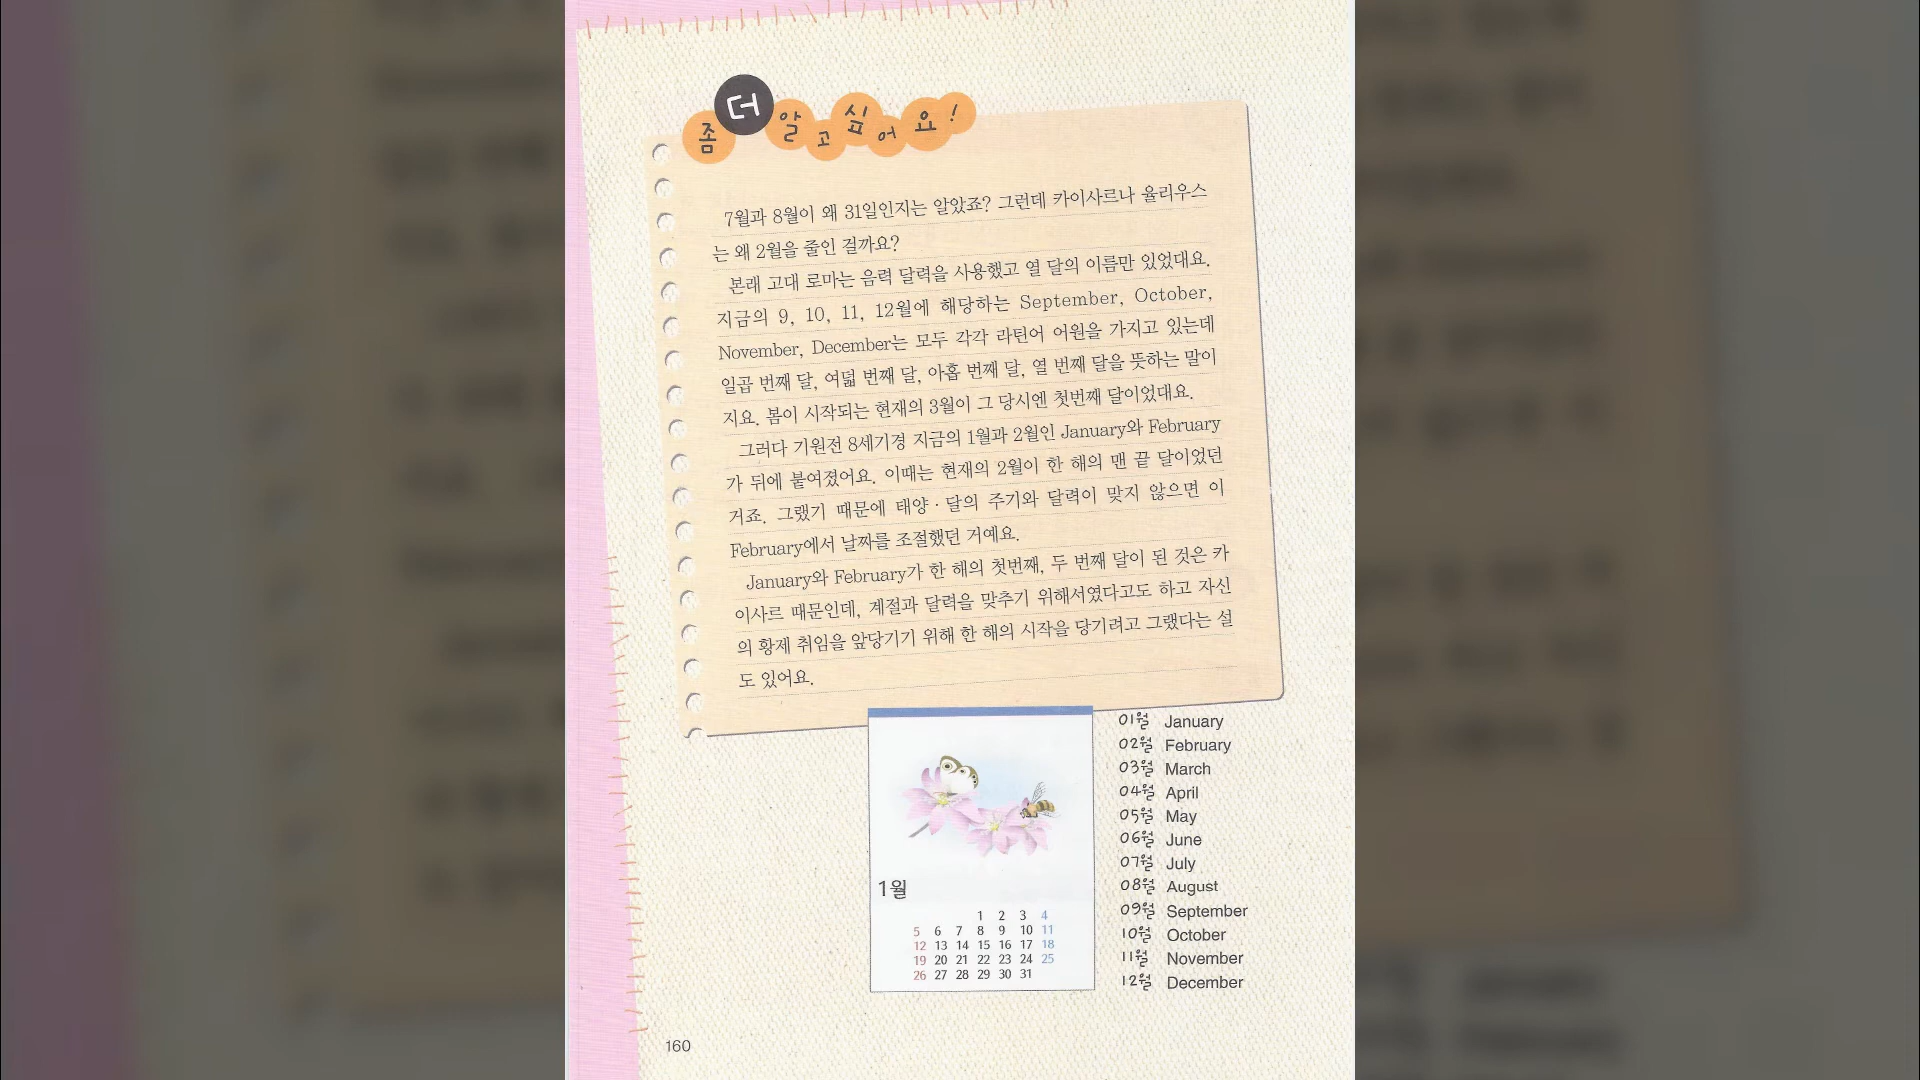 좀 더 알고 싶어요!
7월과 8월이 왜 31일인지는 알았죠? 그런데 카이사르나 율리우스
는 왜 2월을 줄인 걸까요?
본래 고대 로마는 음력 달력을 사용했고 열 달의 이름만 있었대요.
지금의 9, 10, 11, 12월에 해당하는 September, October,
November, December는 모두 각각 라틴어 어원을 가지고 있는데
일곱 번째 달, 여덟 번째 달, 아홉 번째 달, 열 번째 달을 뜻하는 말이
지요. 봄이 시작되는 현재의 3월이 그 당시엔 첫번째 달이었대요.
그러다 기원전 8세기경 지금의 1월과 2월인 January와 February
가 뒤에 붙여졌어요. 이때는 현재의 2월이 한 해의 맨 끝 달이었던
거죠. 그랬기 때문에 태양·달의 주기와 달력이 맞지 않으면 이
February에서 날짜를 조절했던 거예요.
January와 February가 한 해의 첫번째, 두 번째 달이 된 것은 카
이사르 때문인데, 계절과 달력을 맞추기 위해서였다고도 하고 자신
의 황제 취임을 앞당기기 위해 한 해의 시작을 당기려고 그랬다는 설
도 있어요.
1월
1 2 3 4
5 6 7 8 9 10 11
12 13 14 15 16 17 18
19 20 21 22 23 24 25
26 27 28 29 30 31
01월 January
02월 February
03월 March
04월 April
05월 May
06월 June
07월 July
08월 August
09월 September
10월 October
11월 November
12월 December
160